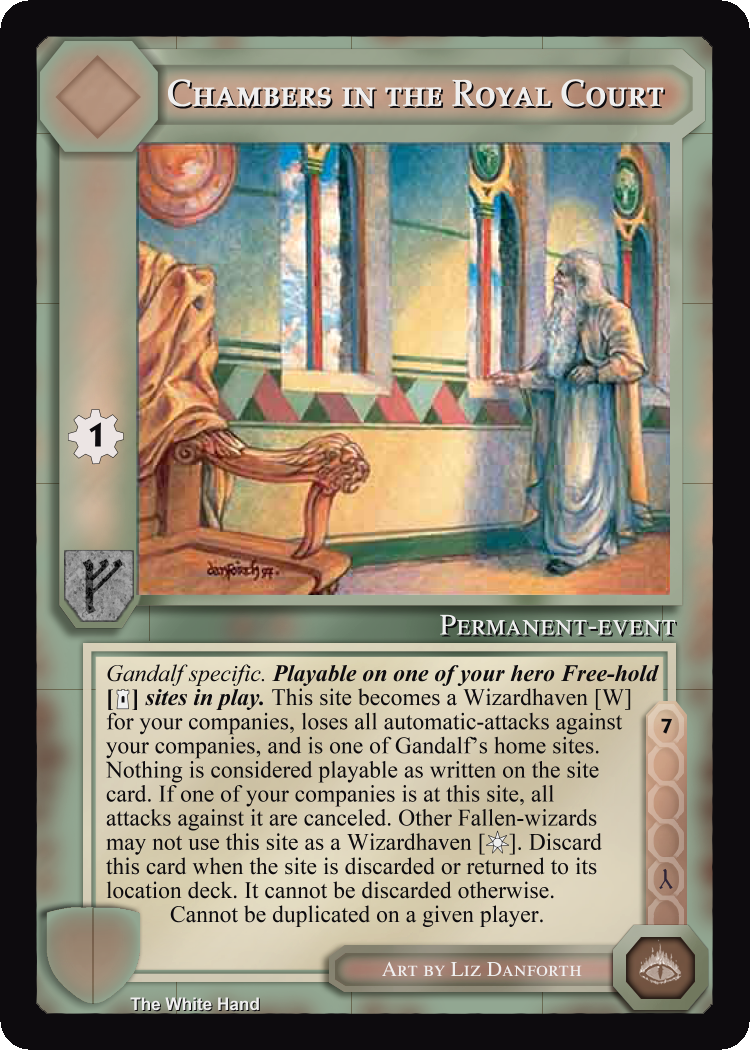 Chambers in the Royal Court
1
danforth 97.
Permanent-event
Gandalf specific. Playable on one of your hero Free-hold
[] sites in play. This site becomes a Wizardhaven [W]
for your companies, loses all automatic-attacks against
your companies, and is one of Gandalf's home sites.
Nothing is considered playable as written on the site
card. If one of your companies is at this site, all
attacks against it are canceled. Other Fallen-wizards
may not use this site as a Wizardhaven []. Discard
this card when the site is discarded or returned to its
location deck. It cannot be discarded otherwise.
Cannot be duplicated on a given player.
7
Art by Liz Danforth
The White Hand